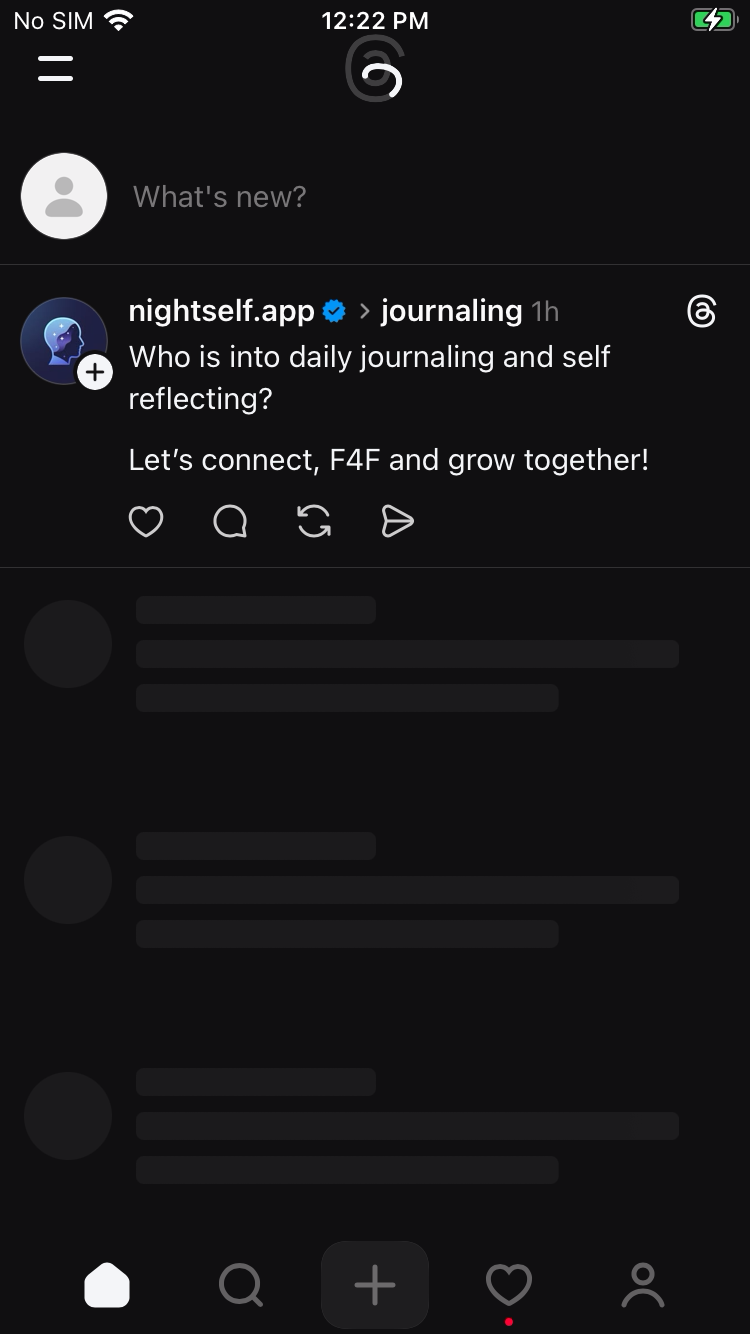 No SIM 12:22 PM
What's new?
nightself.app > journaling 1h
Who is into daily journaling and self
reflecting?
Let’s connect, F4F and grow together!